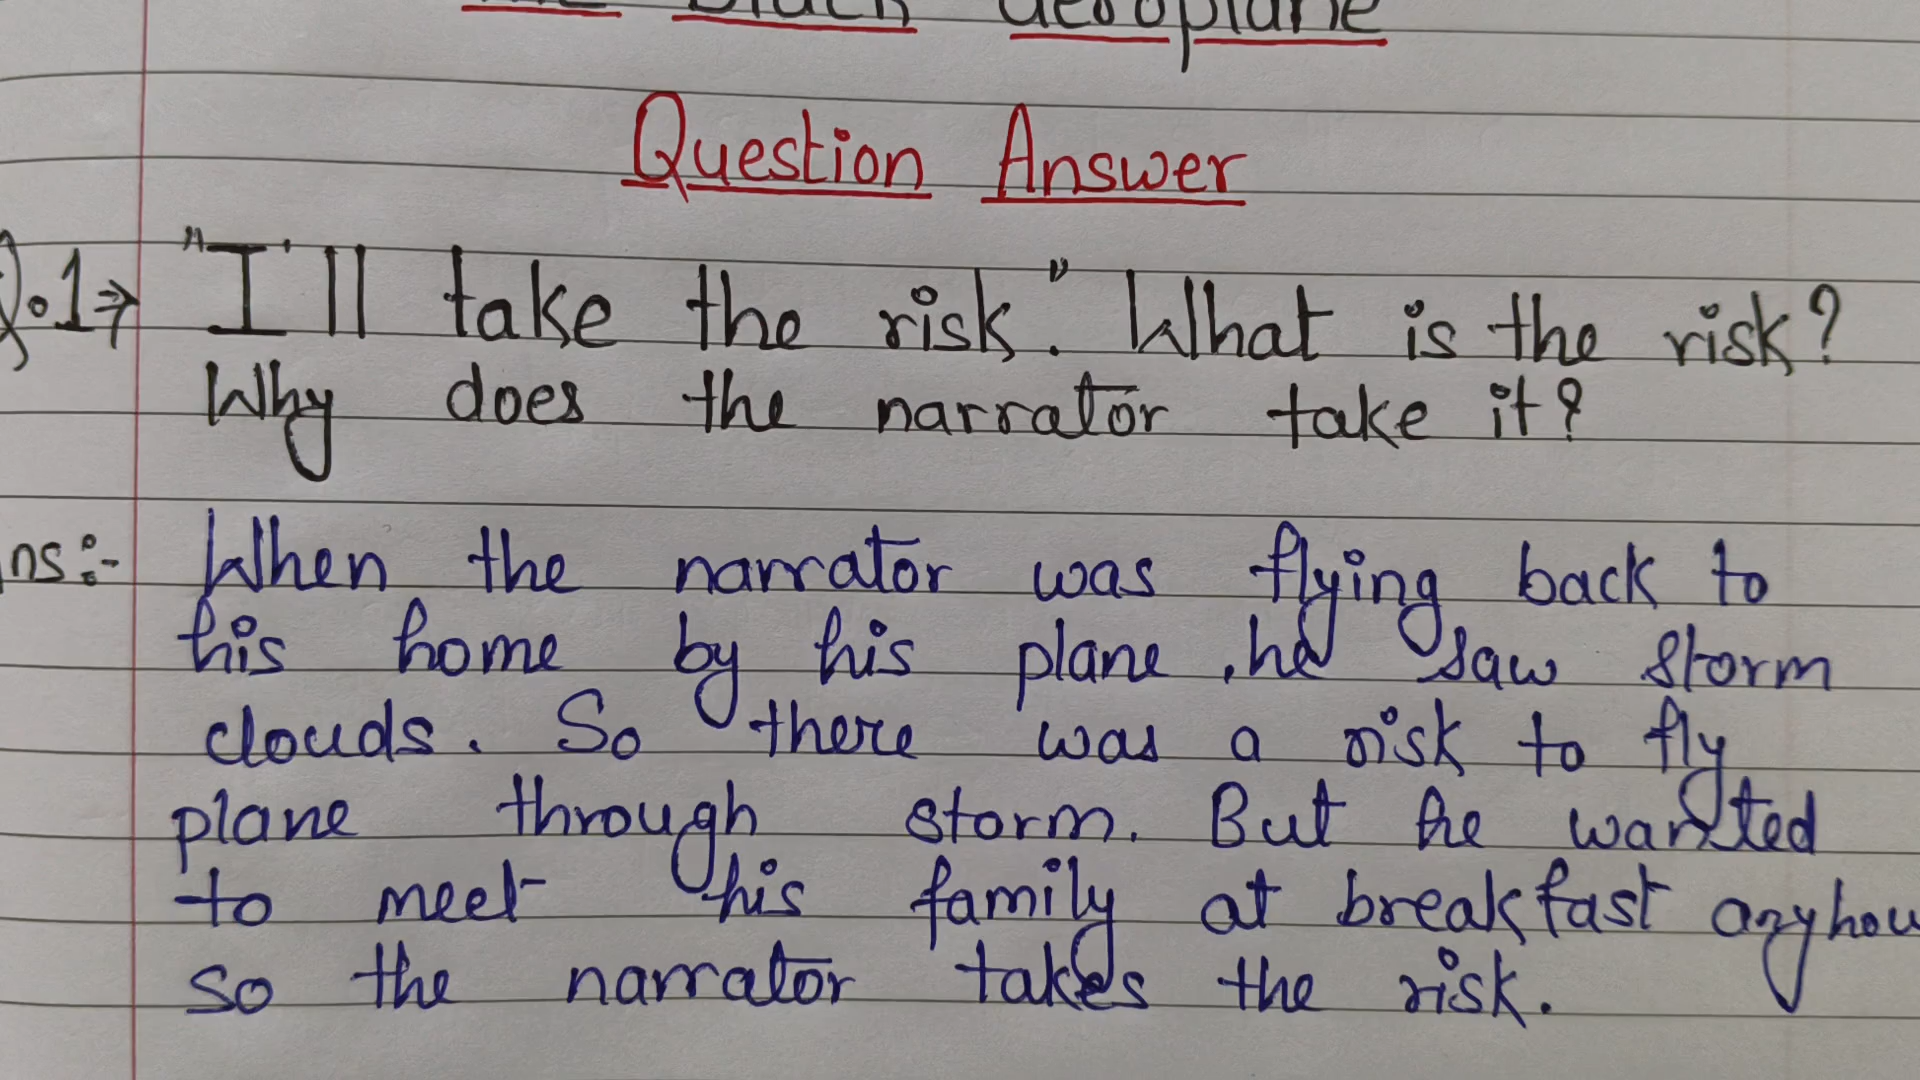 The Black aeroplane
Question Answer
Q.1⇒ "I'll take the risk." What is the risk?
Why does the narrator take it?
Ans:- When the narrator was flying back to
his home by his plane, he saw storm
clouds. So there was a risk to fly
plane through storm. But he wanted
to meet his family at breakfast anyhow
so the narrator takes the risk.